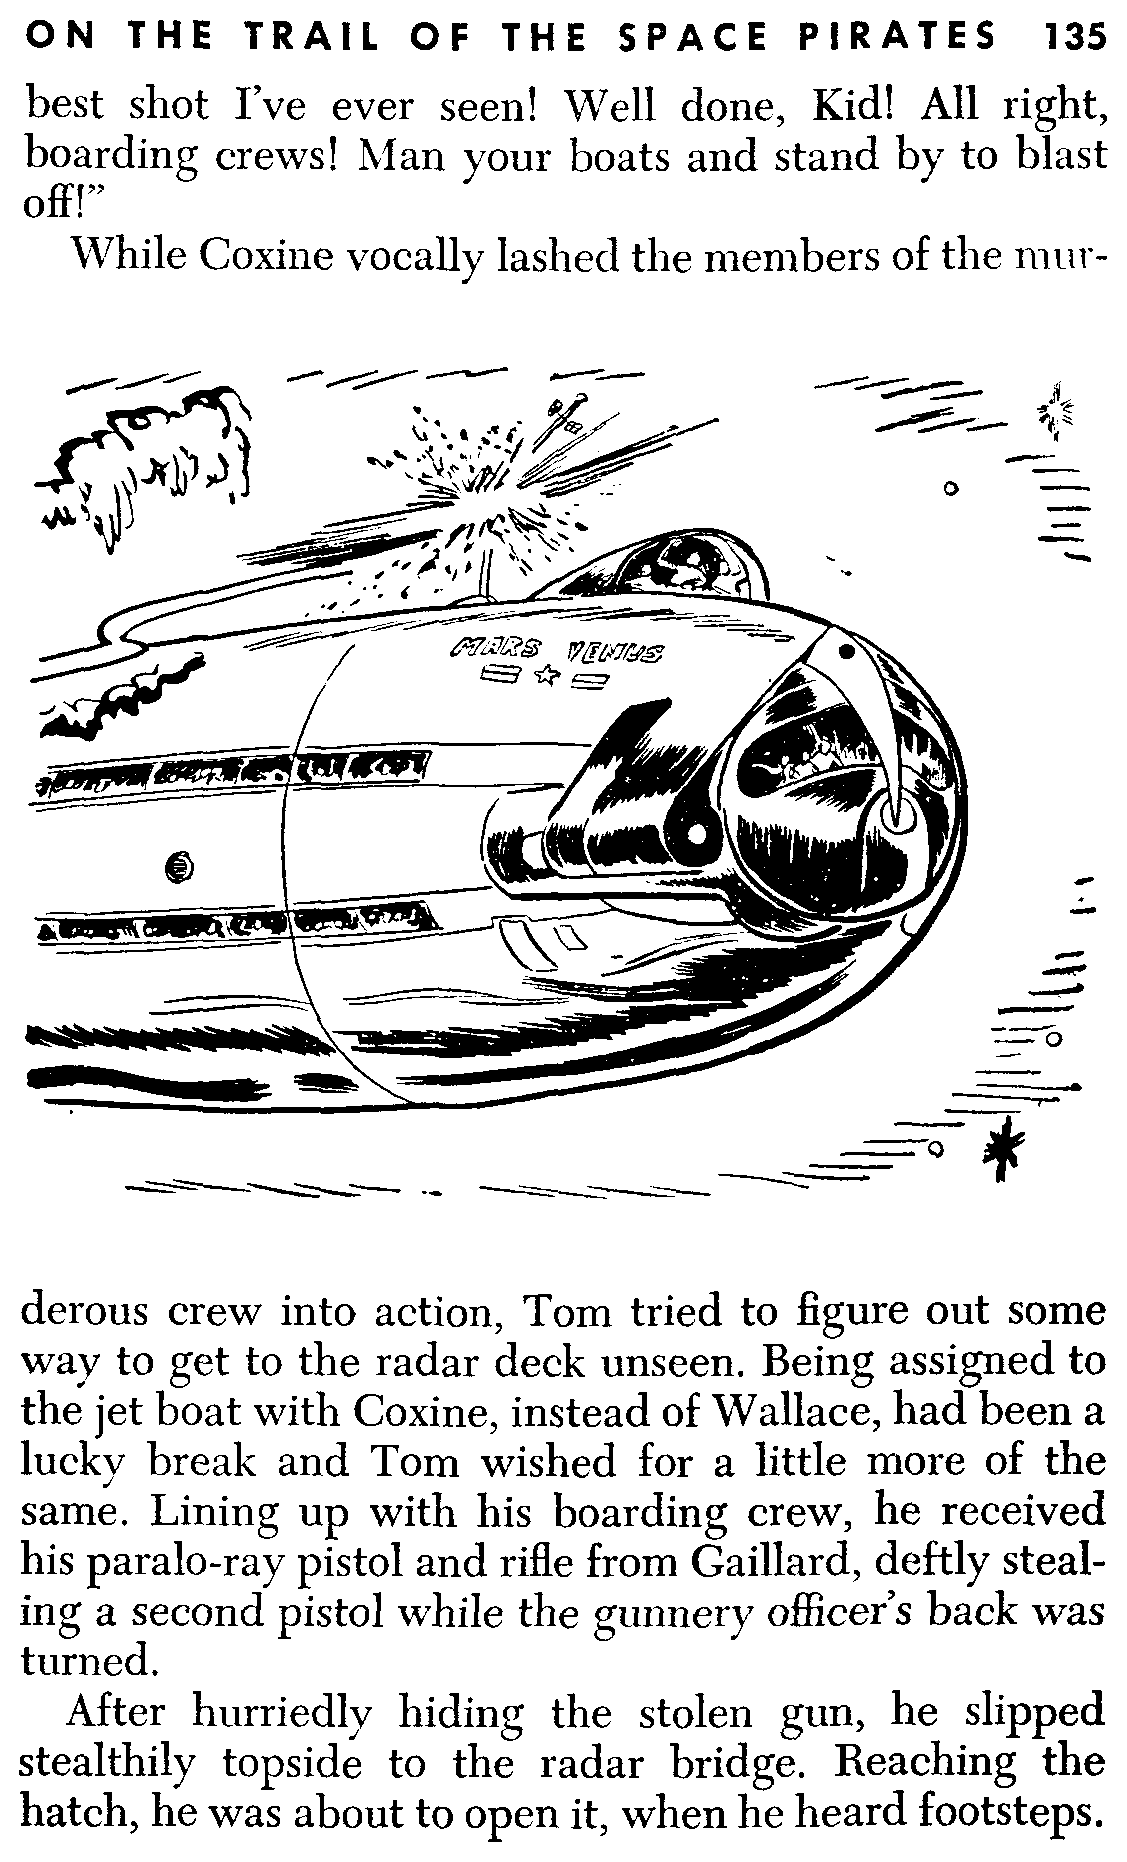 ON THE TRAIL OF THE SPACE PIRATES 135
best shot I've ever seen! Well done, Kid! All right,
boarding crews! Man your boats and stand by to blast
off!”
While Coxine vocally lashed the members of the mur-
MARS VENUS
derous crew into action, Tom tried to figure out some
way to get to the radar deck unseen. Being assigned to
the jet boat with Coxine, instead of Wallace, had been a
lucky break and Tom wished for a little more of the
same. Lining up with his boarding crew, he received
his paralo-ray pistol and rifle from Gaillard, deftly steal-
ing a second pistol while the gunnery officer's back was
turned.
After hurriedly hiding the stolen gun, he slipped
stealthily topside to the radar bridge. Reaching the
hatch, he was about to open it, when he heard footsteps.